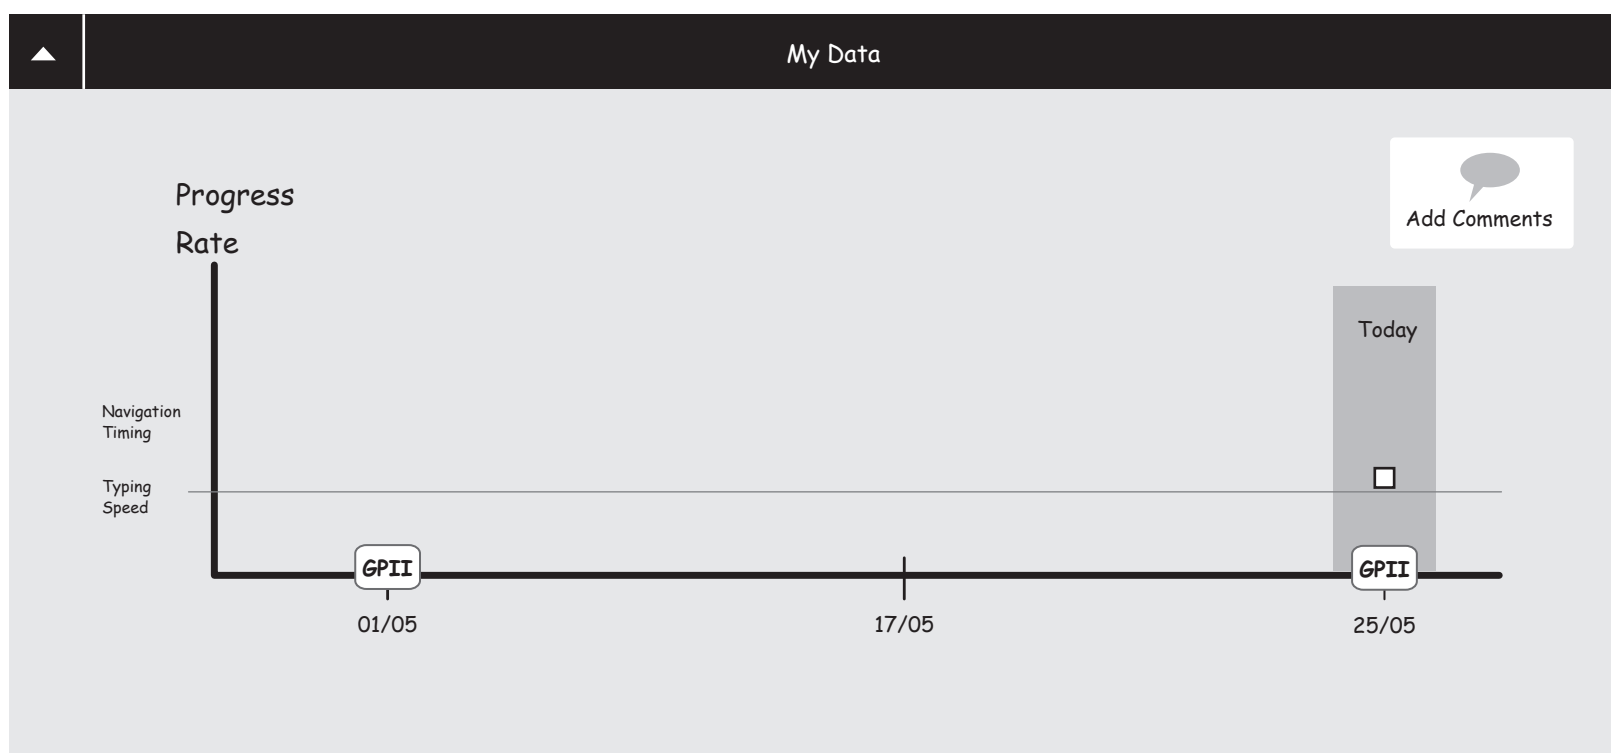 My Data
Add Comments
Progress
Rate
Today
Navigation
Timing
Typing
Speed
GPII
GPII
01/05
17/05
25/05